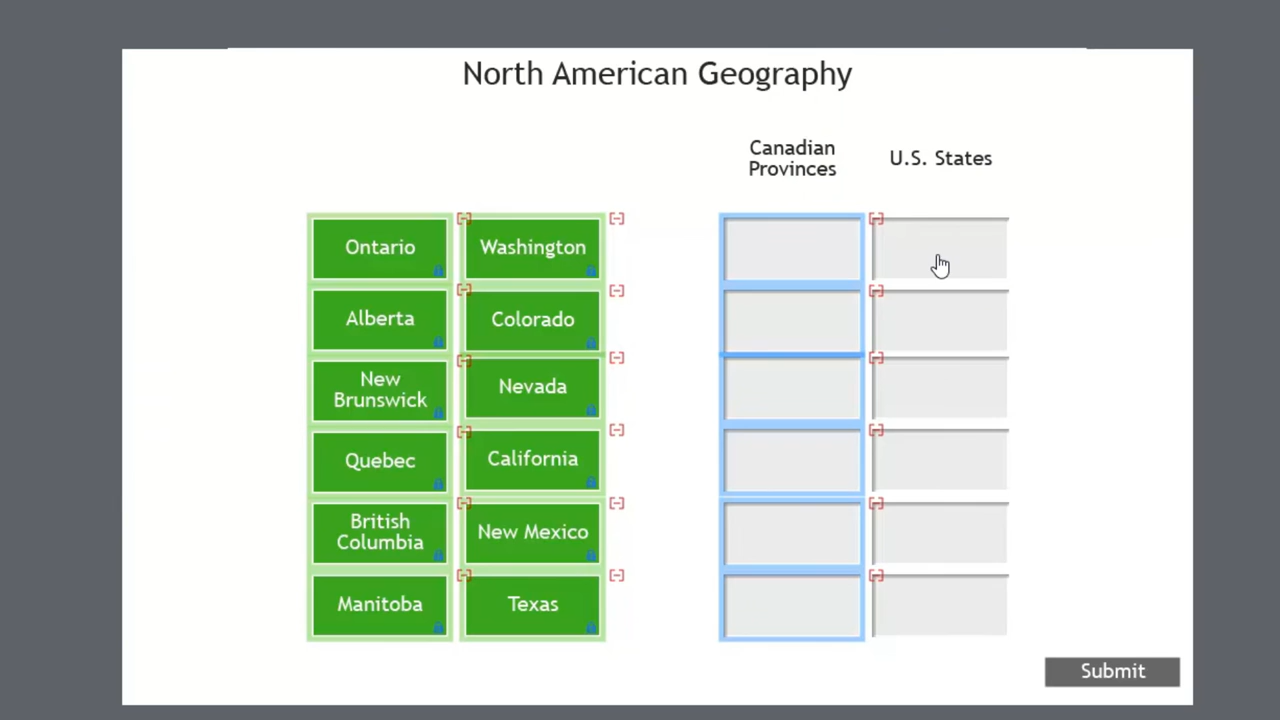 North American Geography
Canadian
Provinces
U.S. States
Ontario
Washington
Alberta
Colorado
New
Brunswick
Nevada
Quebec
California
British
Columbia
New Mexico
Manitoba
Texas
Submit